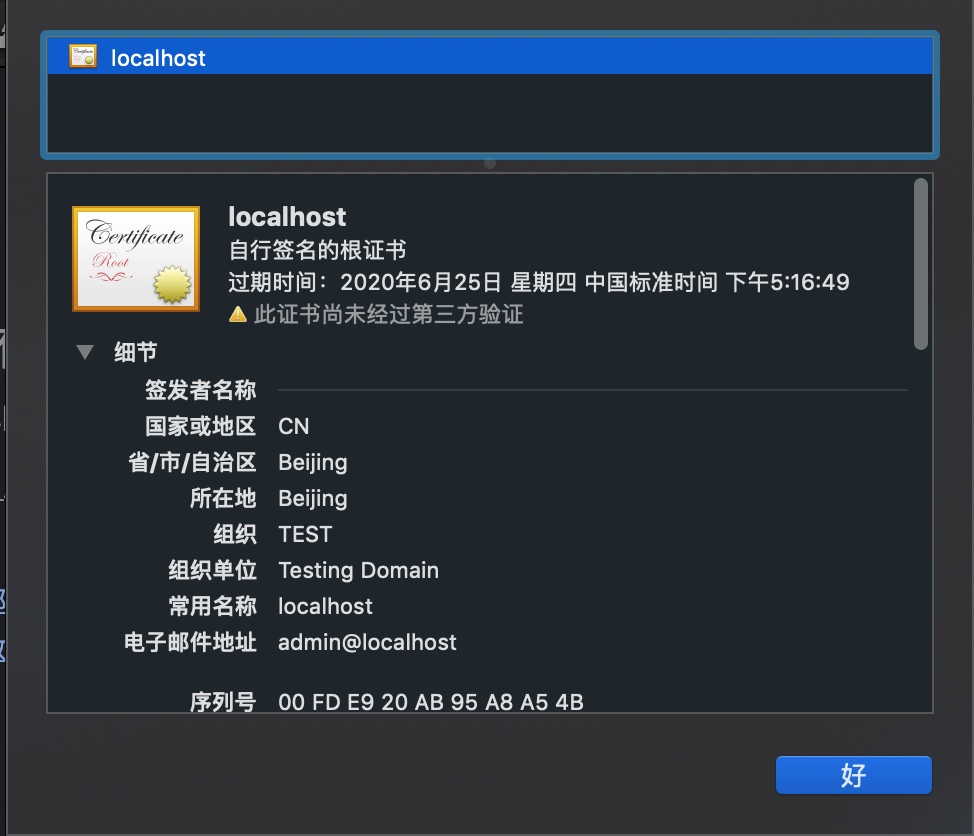 localhost
Certificate
Root
localhost
自行签名的根证书
过期时间：2020年6月25日 星期四 中国标准时间 下午5:16:49
此证书尚未经过第三方验证
细节
签发者名称
国家或地区 CN
省/市/自治区 Beijing
所在地 Beijing
组织 TEST
组织单位 Testing Domain
常用名称 localhost
电子邮件地址 admin@localhost
序列号 00 FD E9 20 AB 95 A8 A5 4B
好